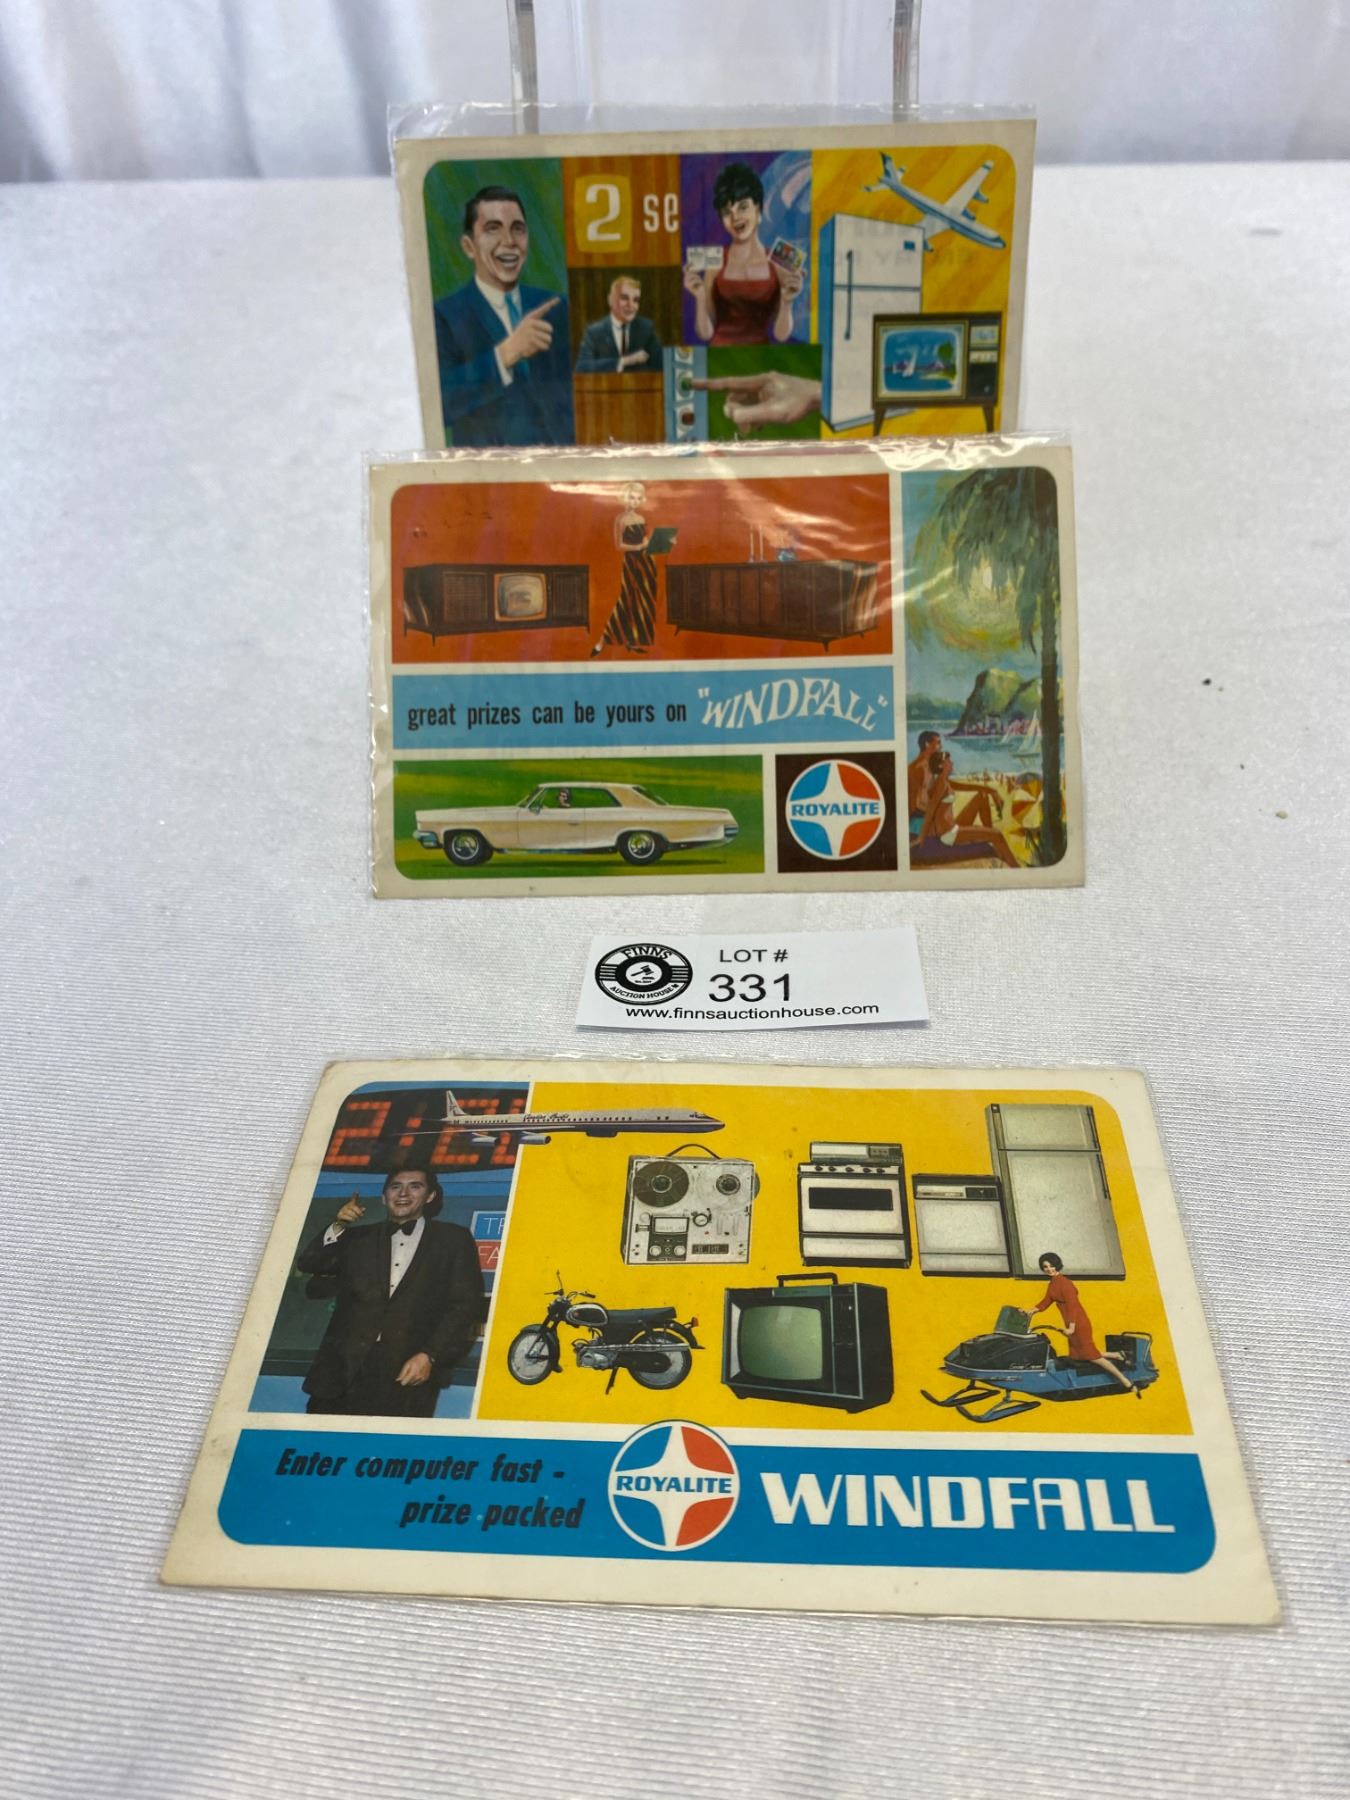 2 se
great prizes can be yours on "WINDFALL"
ROYALITE
FINNS
AUCTION HOUSE
LOT #
331
www.finnsauctionhouse.com
Enter computer fast -
prize packed
ROYALITE
WINDFALL